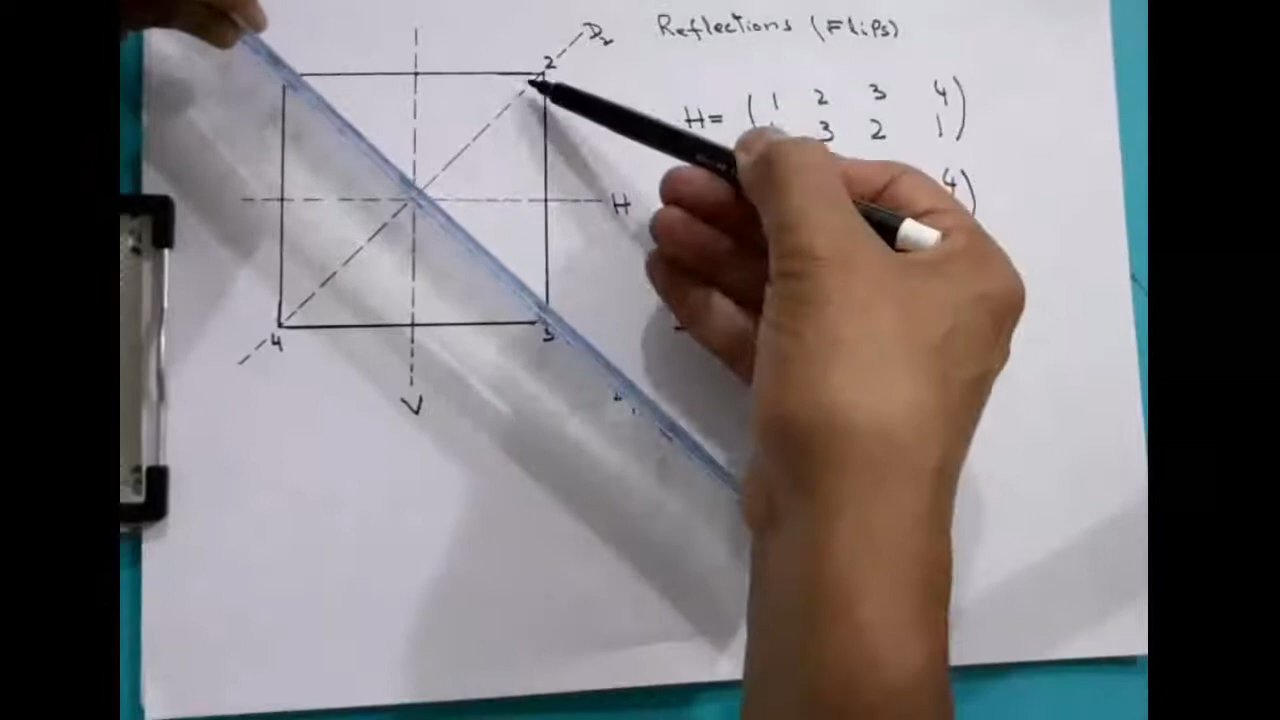 D₂
Reflections (Flips)
2
H= (1 2 3 4)
3 2 1)
4)
H
4
3
V